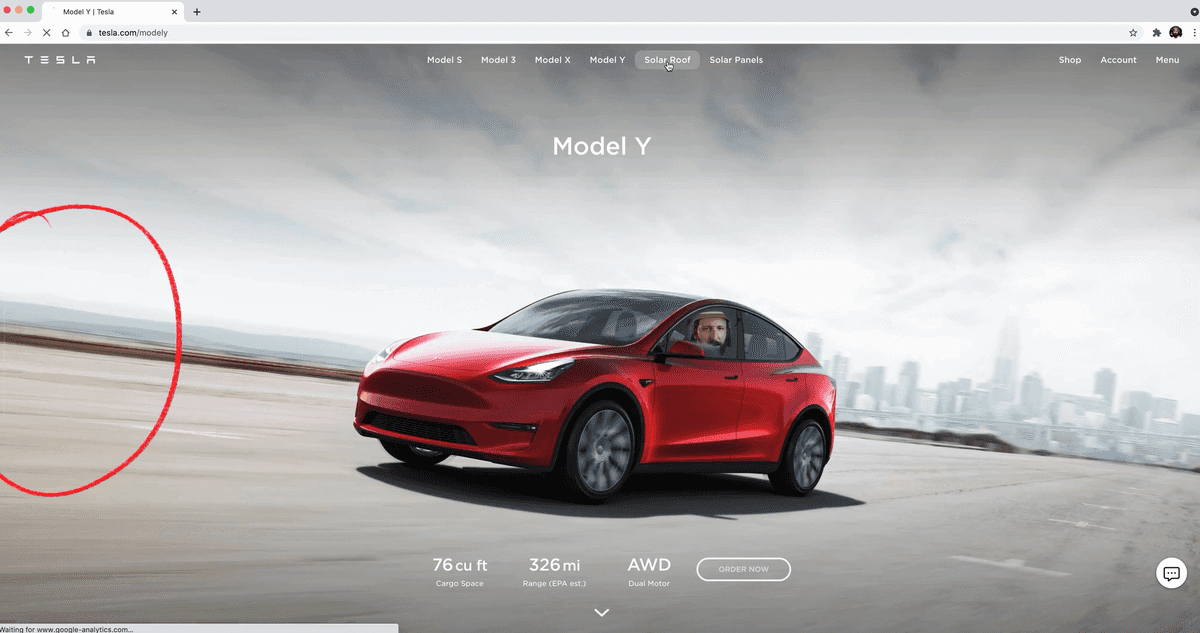 Model Y | Tesla
tesla.com/modely
TESLA
Model S Model 3 Model X Model Y Solar Roof Solar Panels
Shop Account Menu
Model Y
76 cu ft 326 mi AWD ORDER NOW
Cargo Space Range (EPA est.) Dual Motor
Waiting for www.google-analytics.com...